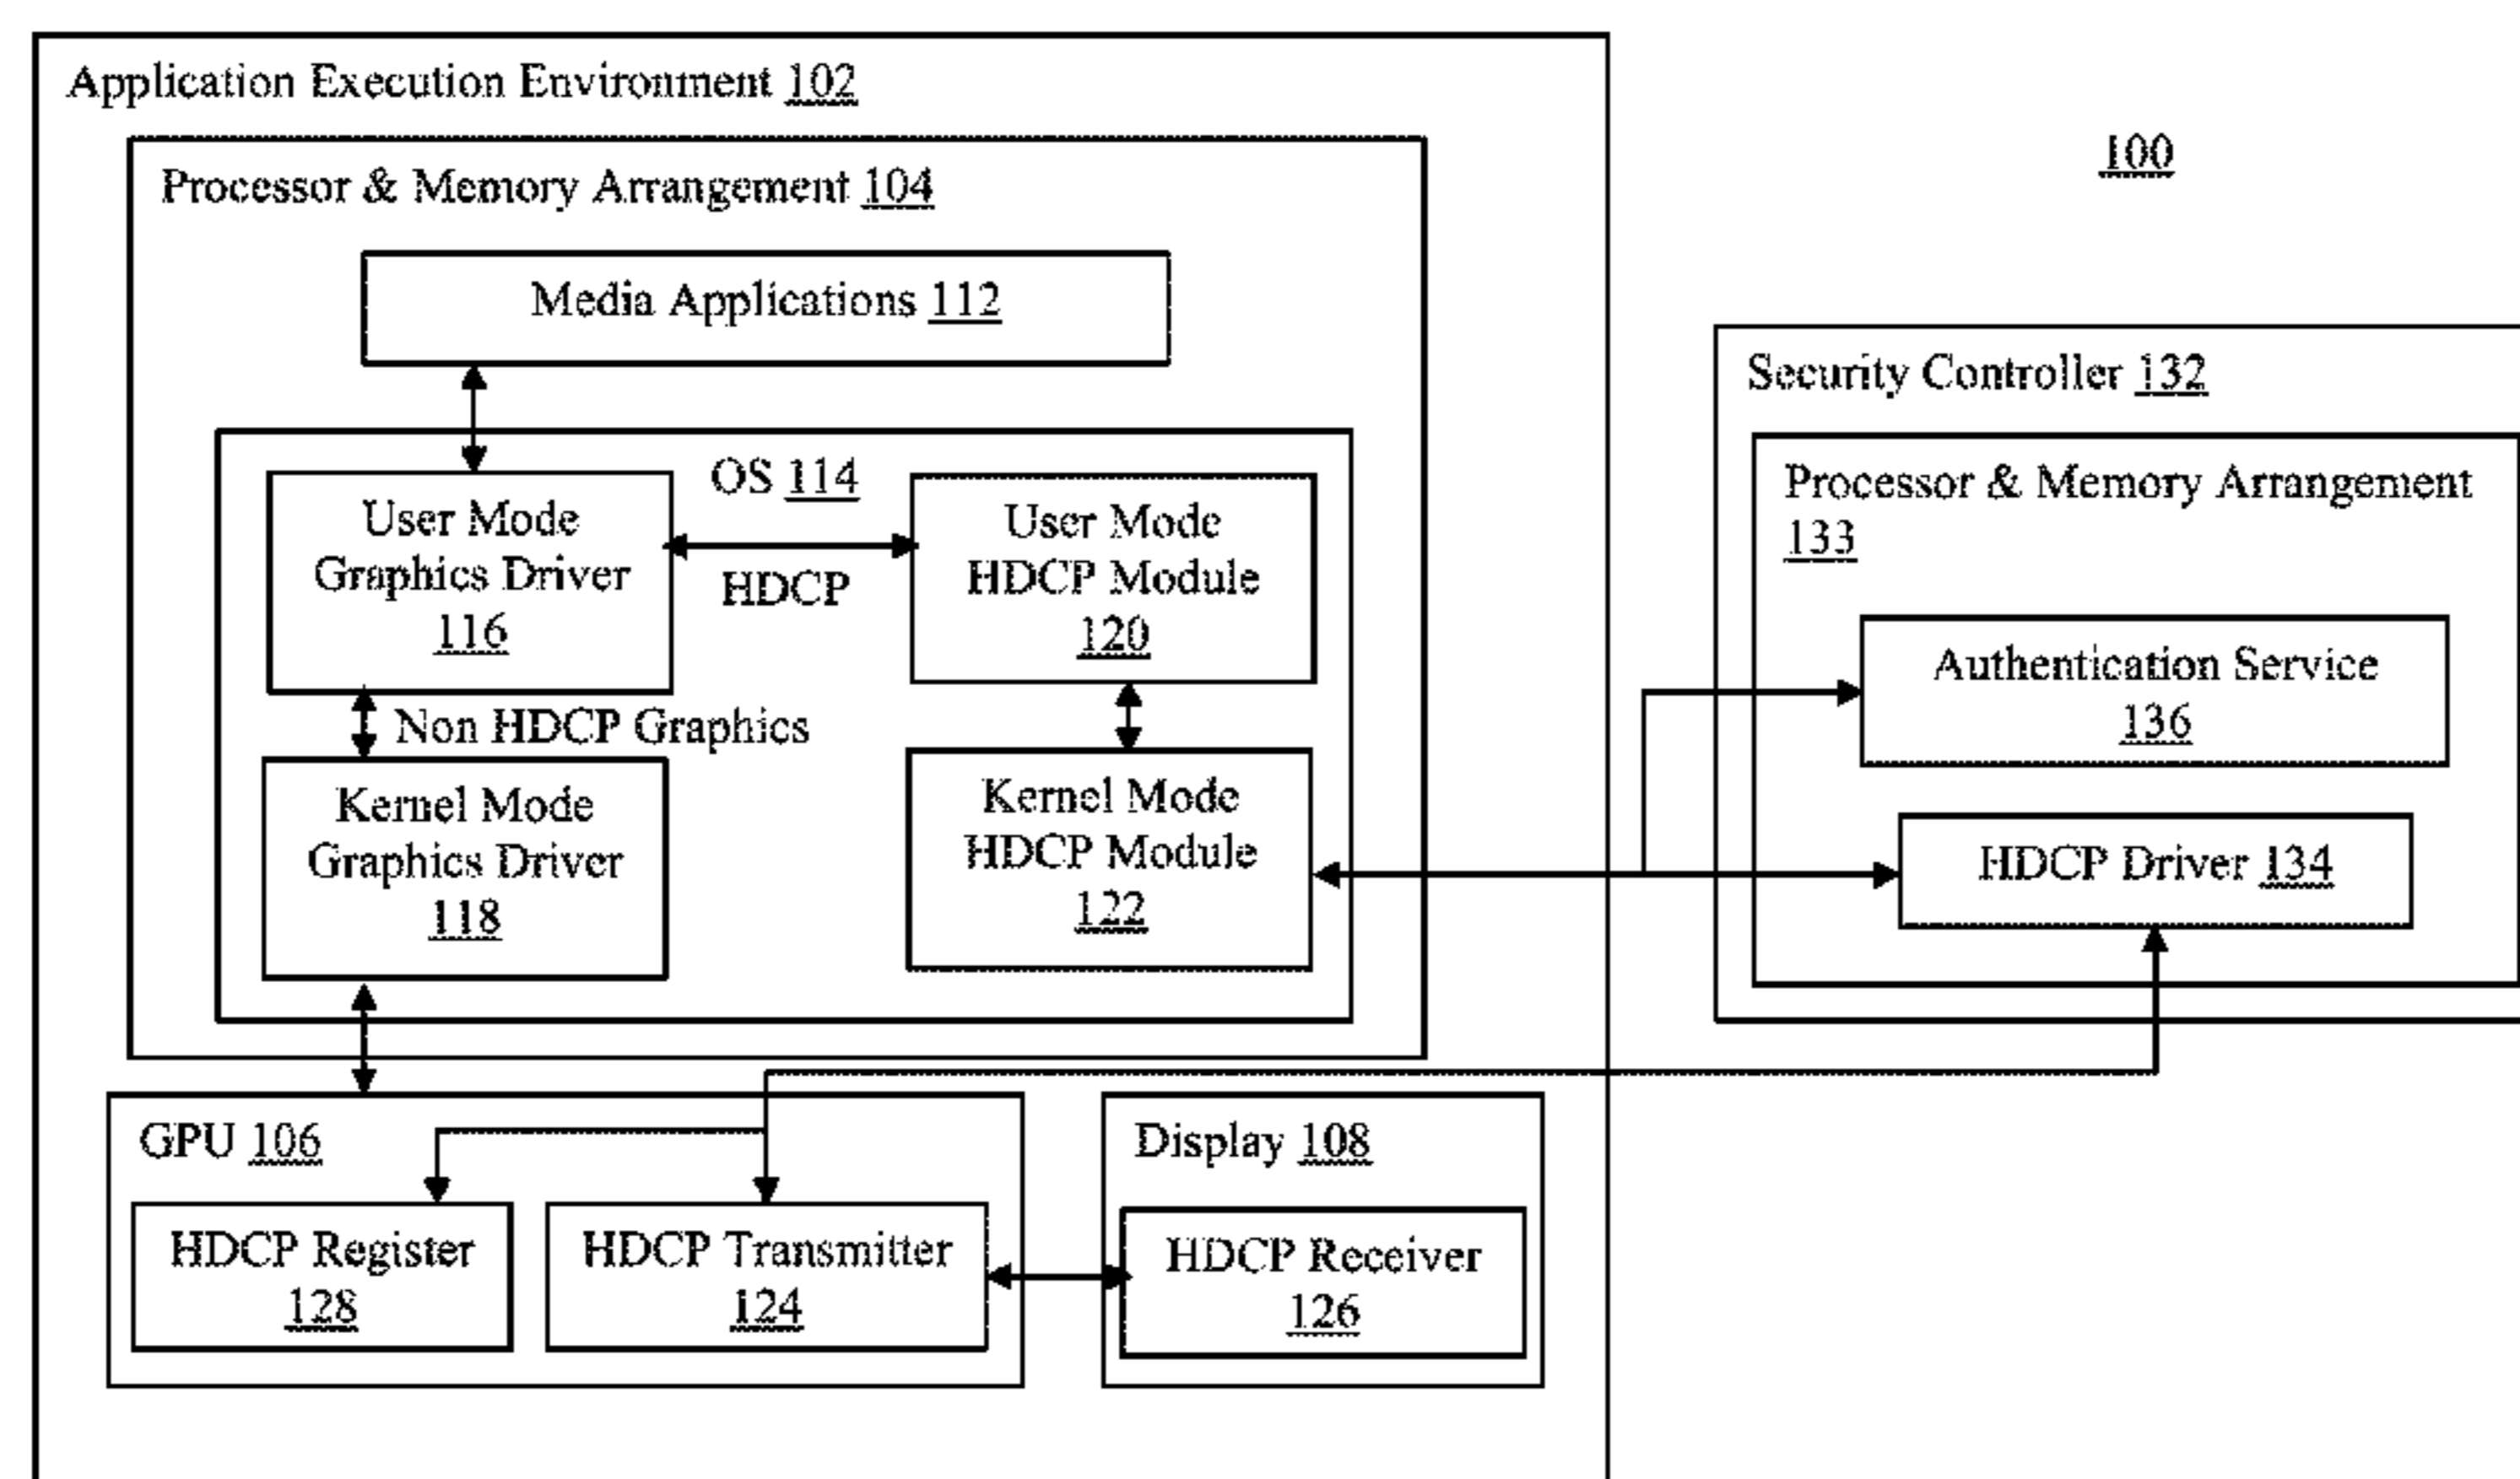 Application Execution Environment 102
100
Processor & Memory Arrangement 104
Media Applications 112
OS 114
User Mode
Graphics Driver
116
HDCP
User Mode
HDCP Module
120
Non HDCP Graphics
Kernel Mode
Graphics Driver
118
Kernel Mode
HDCP Module
122
Security Controller 132
Processor & Memory Arrangement
133
Authentication Service
136
HDCP Driver 134
GPU 106
HDCP Register
128
HDCP Transmitter
124
Display 108
HDCP Receiver
126